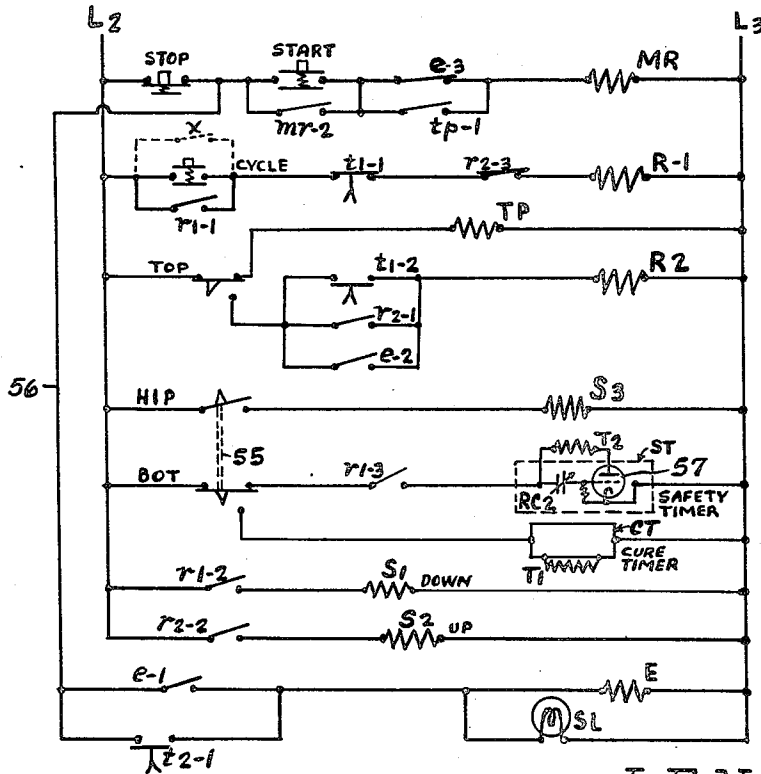 L2 L3
STOP START e-3 MR
mr-2 tp-1
x
CYCLE t1-1 r2-3 R-1
r1-1
TP
TOP t1-2 R2
r2-1
e-2
56
HIP S3
55
T2 ST
BOT r1-3 57
RC2 SAFETY
TIMER
CT
T1 CURE
TIMER
r1-2 S1 DOWN
r2-2 S2 UP
e-1 E
SL
t2-1